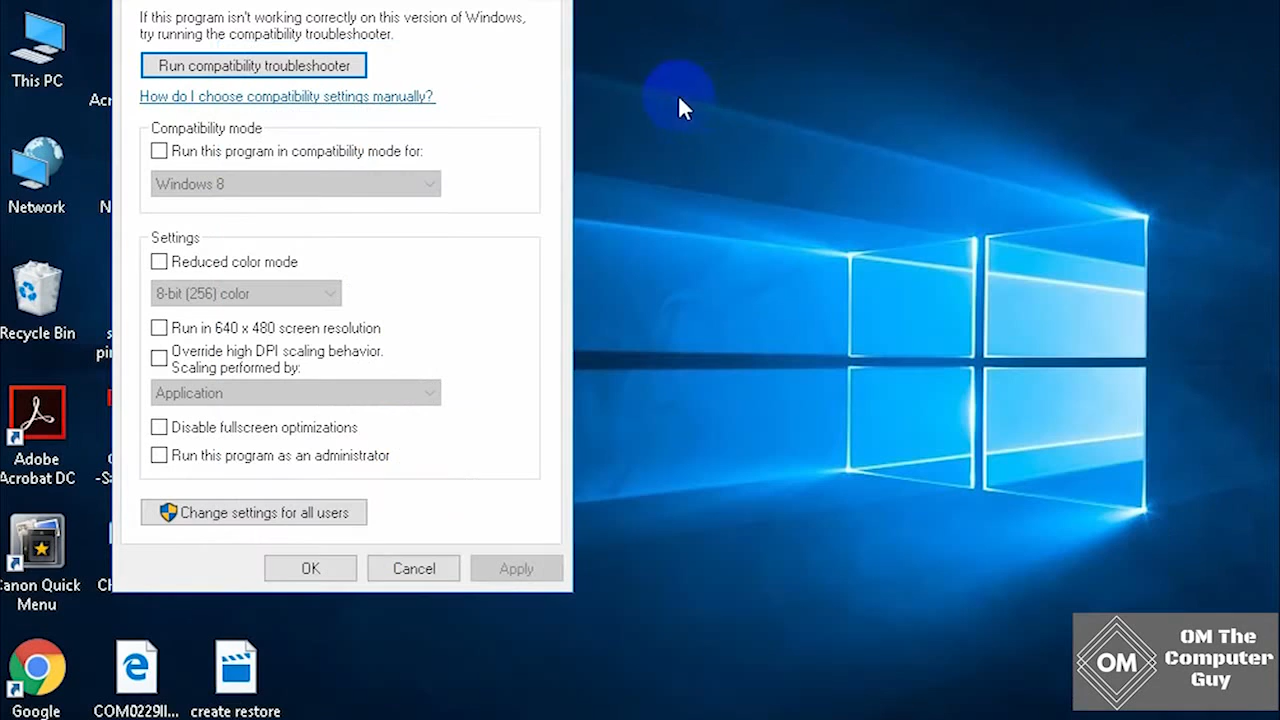 If this program isn't working correctly on this version of Windows,
try running the compatibility troubleshooter.
Run compatibility troubleshooter
How do I choose compatibility settings manually?
Compatibility mode
Run this program in compatibility mode for:
Windows 8
Settings
Reduced color mode
8-bit (256) color
Run in 640 x 480 screen resolution
Override high DPI scaling behavior.
Scaling performed by:
Application
Disable fullscreen optimizations
Run this program as an administrator
Change settings for all users
OK
Cancel
Apply
This PC
Acr
Network
N
Recycle Bin
s
pin
Adobe
Acrobat DC
-S
Canon Quick
Menu
Ch
Google
COM0229II...
create restore
OM
OM The
Computer
Guy